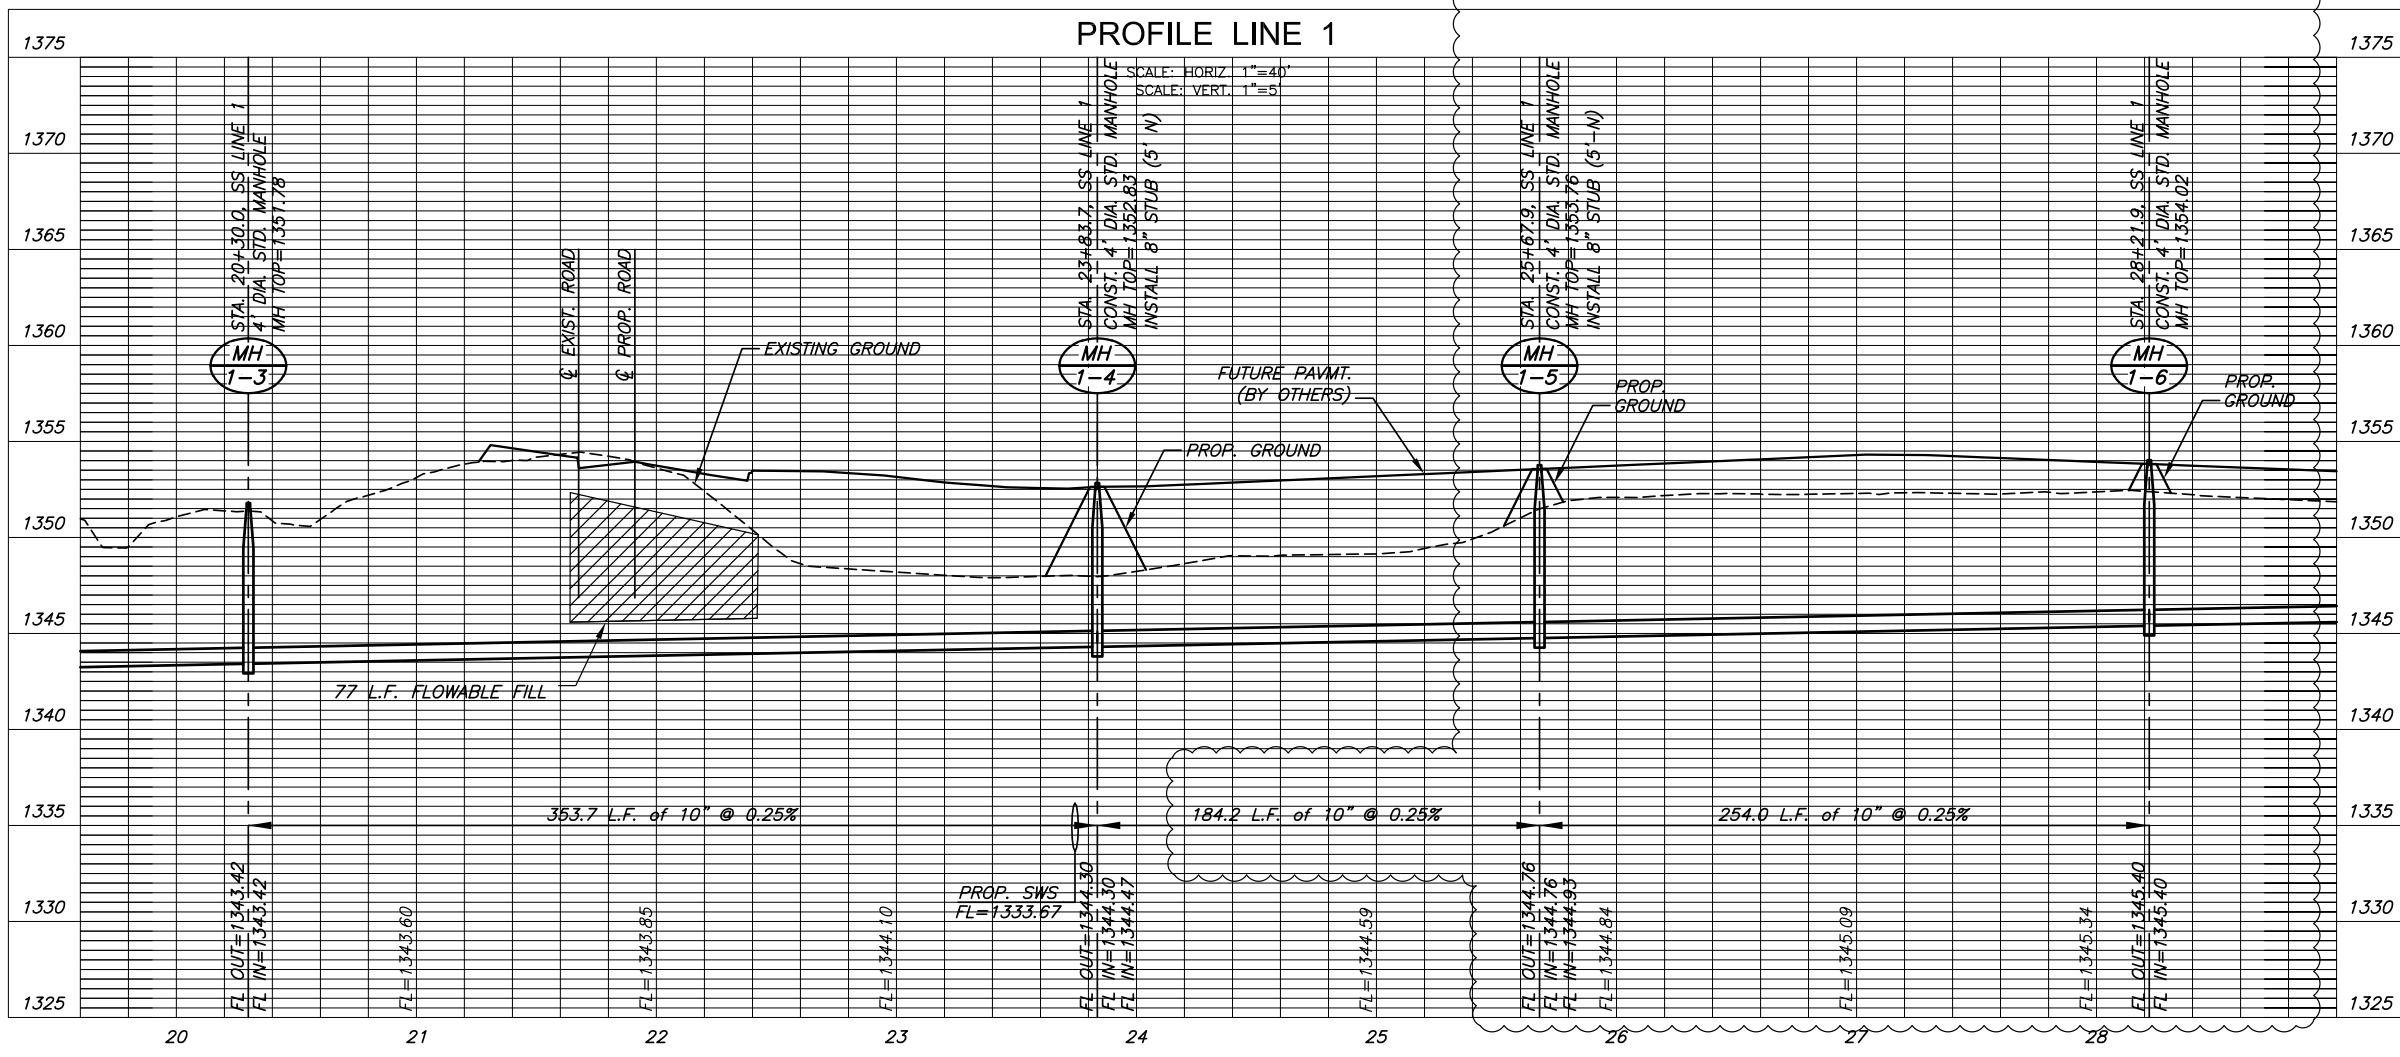 PROFILE LINE 1
SCALE: HORIZ. 1"=40'
SCALE: VERT. 1"=5'
1375
1370
1365
1360
1355
1350
1345
1340
1335
1330
1325
STA. 20+30.0, SS LINE 1
4' DIA. STD. MANHOLE
MH TOP=1351.78
MH
1-3
℄ EXIST. ROAD
℄ PROP. ROAD
EXISTING GROUND
STA. 23+83.7, SS LINE 1
CONST. 4' DIA. STD. MANHOLE
MH TOP=1352.83
INSTALL 8" STUB (5' N)
MH
1-4
PROP. GROUND
FUTURE PAVMT.
(BY OTHERS)
STA. 25+67.9, SS LINE 1
CONST. 4' DIA. STD. MANHOLE
MH TOP=1353.76
INSTALL 8" STUB (5'-N)
MH
1-5
PROP.
GROUND
STA. 28+21.9, SS LINE 1
CONST. 4' DIA. STD. MANHOLE
MH TOP=1354.02
MH
1-6
PROP.
GROUND
77 L.F. FLOWABLE FILL
353.7 L.F. of 10" @ 0.25%
184.2 L.F. of 10" @ 0.25%
254.0 L.F. of 10" @ 0.25%
PROP. SWS
FL=1333.67
FL OUT=1343.42
FL IN=1343.42
FL=1343.60
FL=1343.85
FL=1344.10
FL OUT=1344.30
FL IN=1344.30
FL IN=1344.47
FL=1344.59
FL OUT=1344.76
FL IN=1344.76
FL IN=1344.93
FL=1344.84
FL=1345.09
FL=1345.34
FL OUT=1345.40
FL IN=1345.40
1375
1370
1365
1360
1355
1350
1345
1340
1335
1330
1325
20 21 22 23 24 25 26 27 28